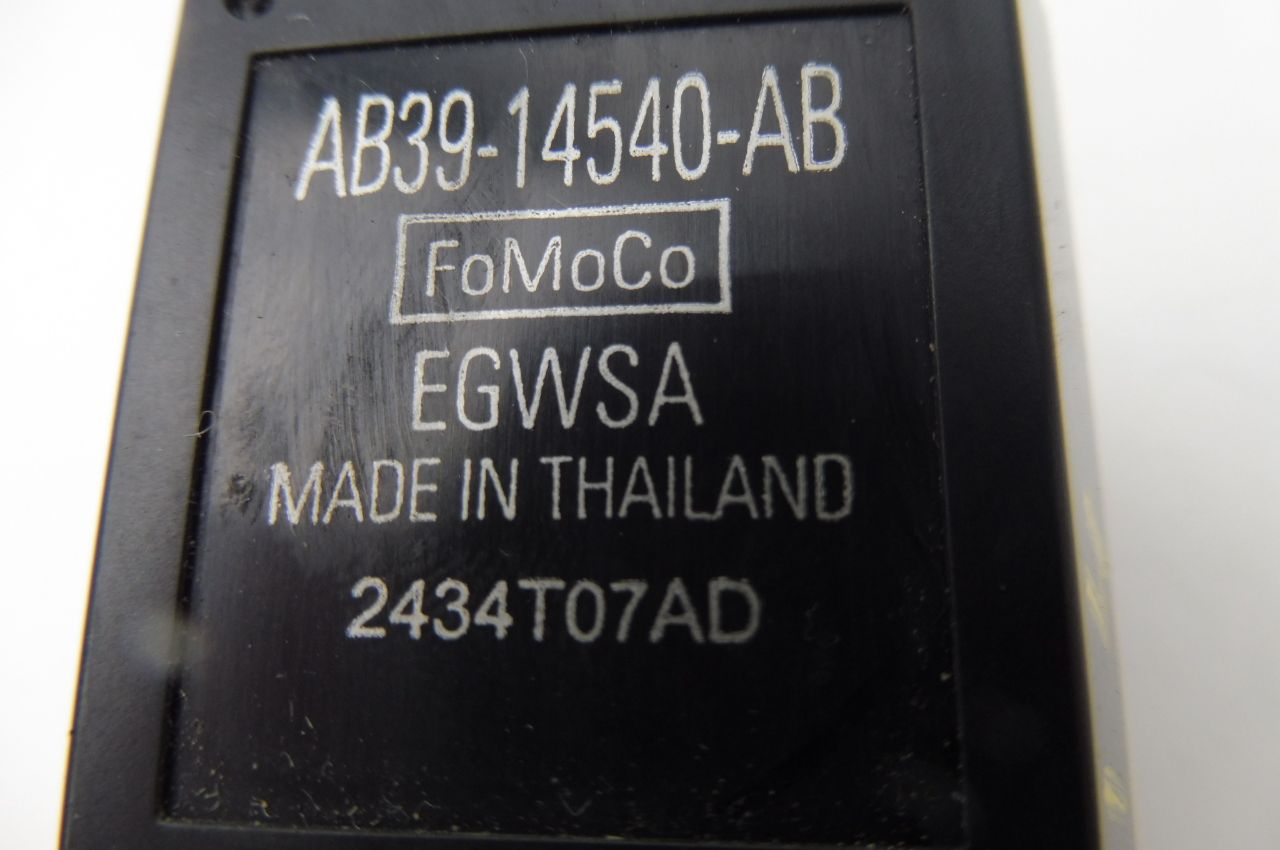 AB39-14540-AB
FoMoCo
EGWSA
MADE IN THAILAND
2434T07AD